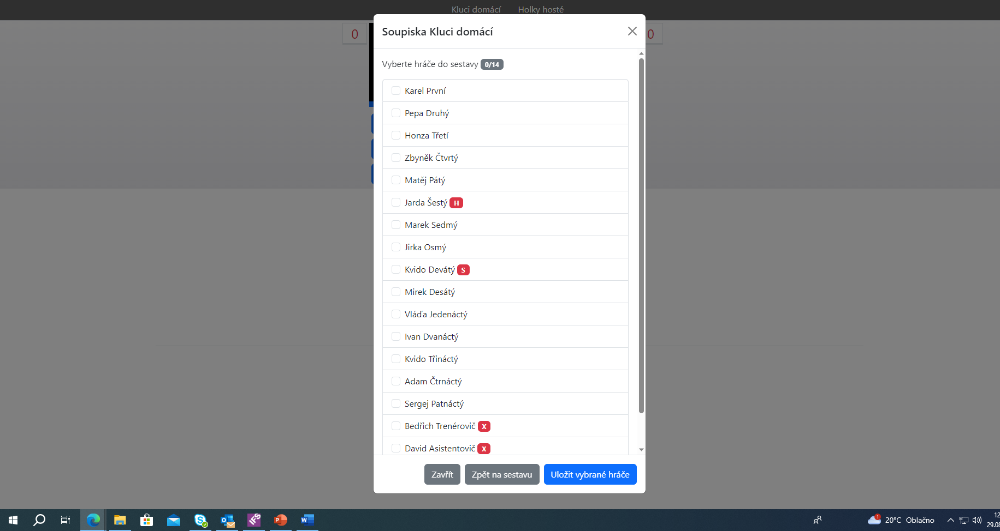 Kluci domácí Holky hosté
Soupiska Kluci domácí
0 0
Vyberte hráče do sestavy 0/14
Karel První
Pepa Druhý
Honza Třetí
Zbyněk Čtvrtý
Matěj Pátý
Jarda Šestý H
Marek Sedmý
Jirka Osmý
Kvido Devátý S
Mirek Desátý
Vláďa Jedenáctý
Ivan Dvanáctý
Kvido Třináctý
Adam Čtrnáctý
Sergej Patnáctý
Bedřich Trenérovič X
David Asistentovič X
Zavřít Zpět na sestavu Uložit vybrané hráče
1 20°C Oblačno